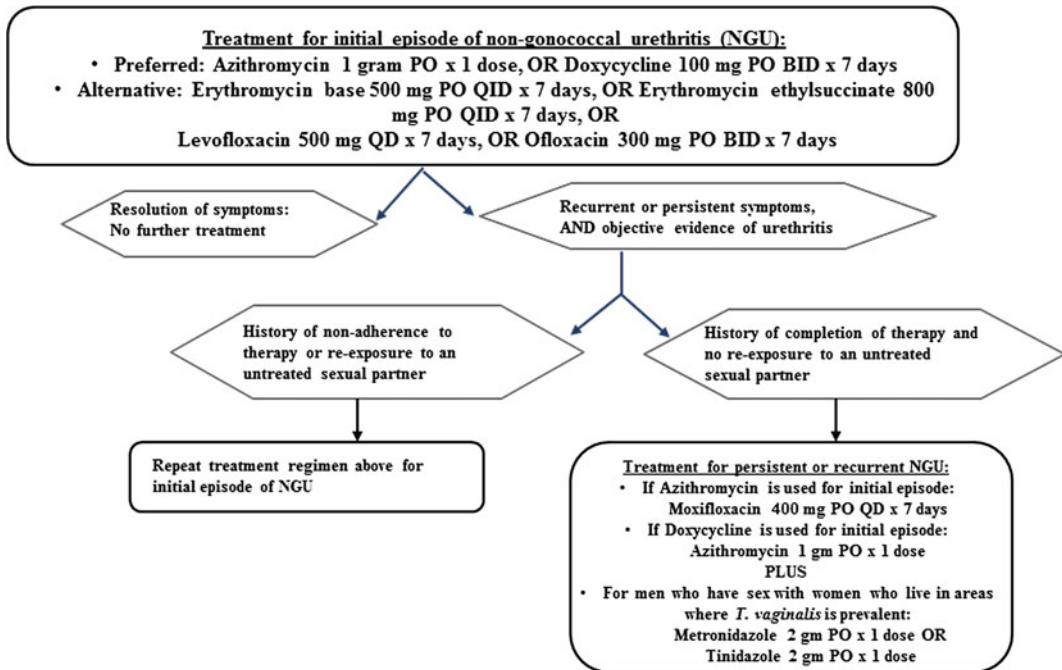 Treatment for initial episode of non-gonococcal urethritis (NGU):
• Preferred: Azithromycin 1 gram PO x 1 dose, OR Doxycycline 100 mg PO BID x 7 days
• Alternative: Erythromycin base 500 mg PO QID x 7 days, OR Erythromycin ethylsuccinate 800
mg PO QID x 7 days, OR
Levofloxacin 500 mg QD x 7 days, OR Ofloxacin 300 mg PO BID x 7 days
Resolution of symptoms:
No further treatment
Recurrent or persistent symptoms,
AND objective evidence of urethritis
History of non-adherence to
therapy or re-exposure to an
untreated sexual partner
History of completion of therapy and
no re-exposure to an untreated
sexual partner
Repeat treatment regimen above for
initial episode of NGU
Treatment for persistent or recurrent NGU:
• If Azithromycin is used for initial episode:
Moxifloxacin 400 mg PO QD x 7 days
• If Doxycycline is used for initial episode:
Azithromycin 1 gm PO x 1 dose
PLUS
• For men who have sex with women who live in areas
where T. vaginalis is prevalent:
Metronidazole 2 gm PO x 1 dose OR
Tinidazole 2 gm PO x 1 dose